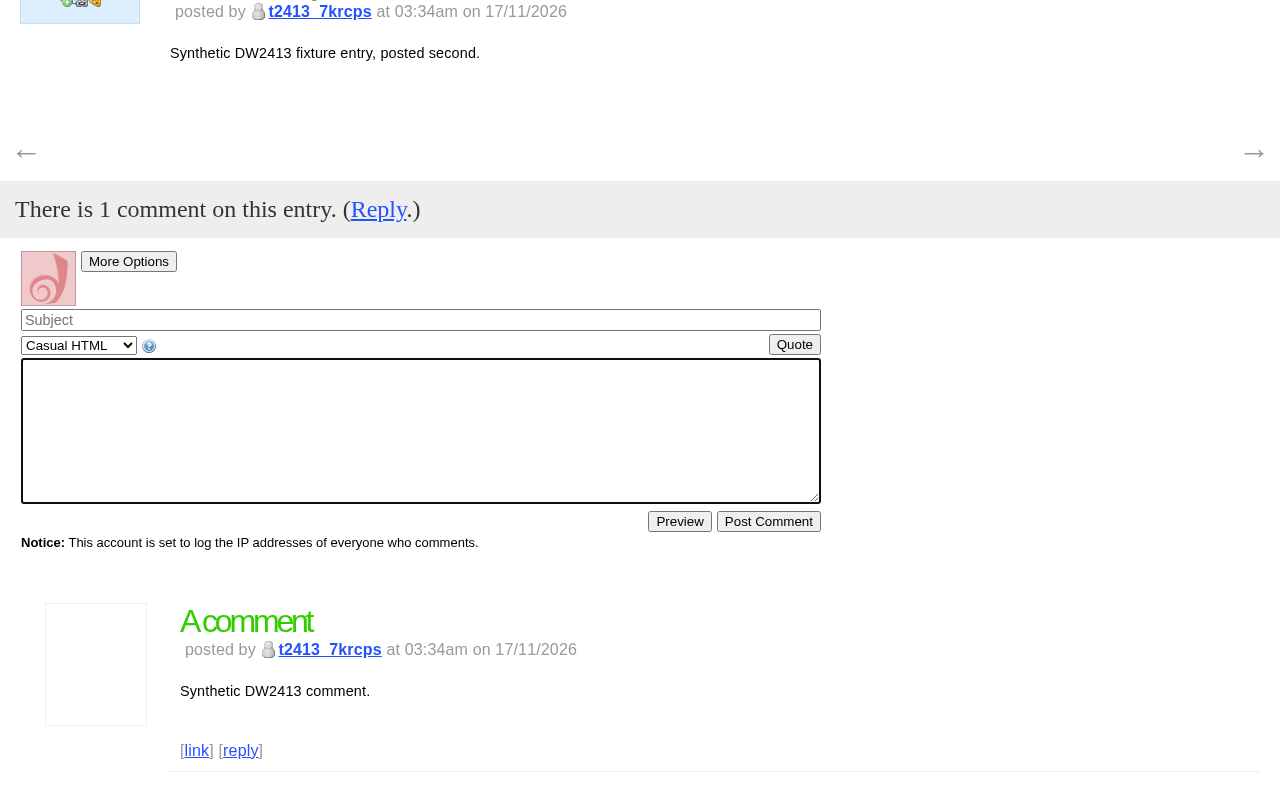 posted by t2413_7krcps at 03:34am on 17/11/2026
Synthetic DW2413 fixture entry, posted second.
← →
There is 1 comment on this entry. (Reply.)
More Options
Subject
Casual HTML ? Quote
Preview Post Comment
Notice: This account is set to log the IP addresses of everyone who comments.
A comment
posted by t2413_7krcps at 03:34am on 17/11/2026
Synthetic DW2413 comment.
[link] [reply]